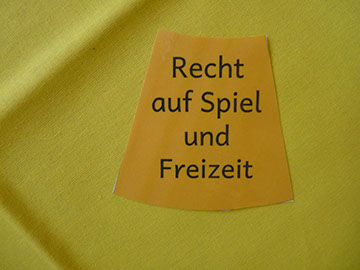 Recht
auf Spiel
und
Freizeit